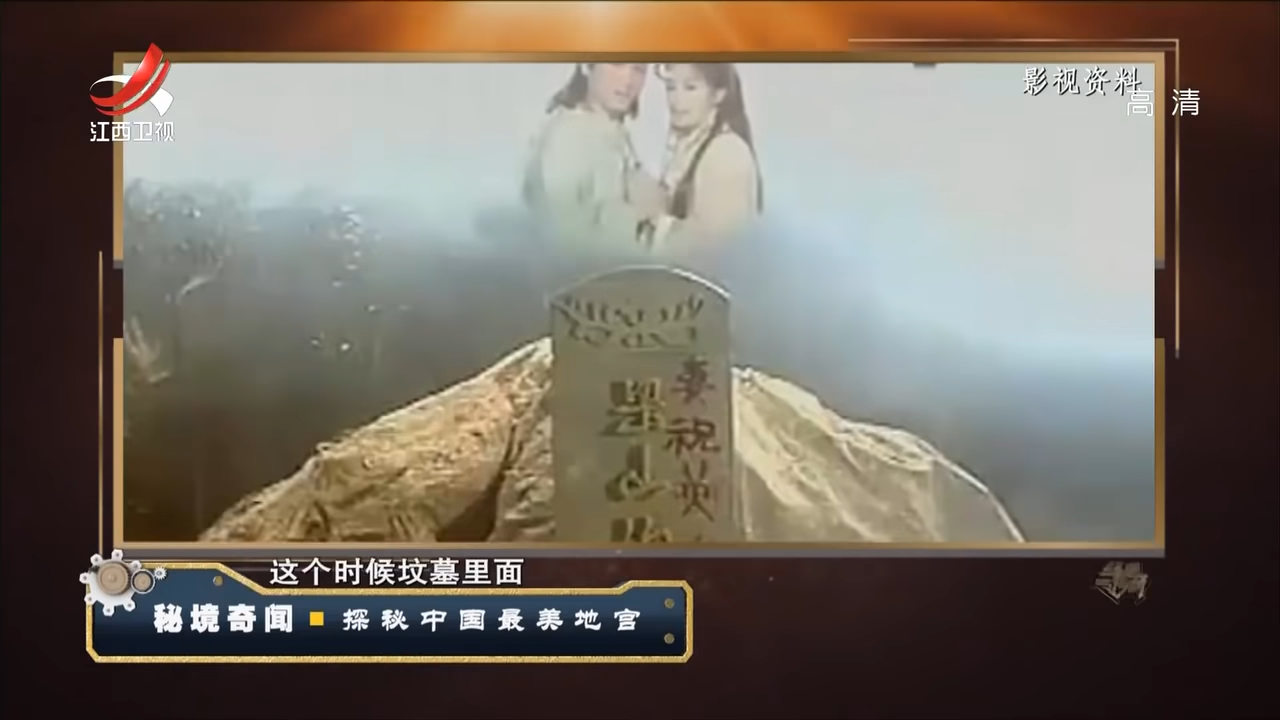 影视资料
高清
江西卫视
妻祝英
梁山
这个时候坟墓里面
秘境奇闻 探秘中国最美地宫